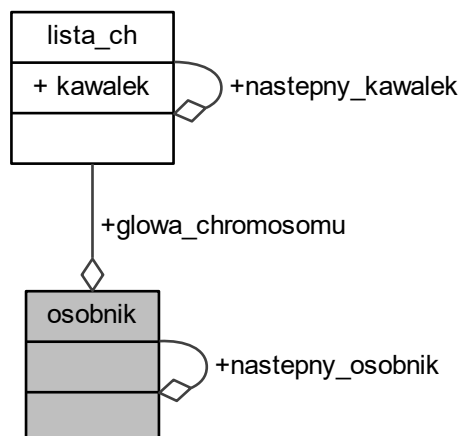 lista_ch
+ kawalek
+nastepny_kawalek
+glowa_chromosomu
osobnik
+nastepny_osobnik